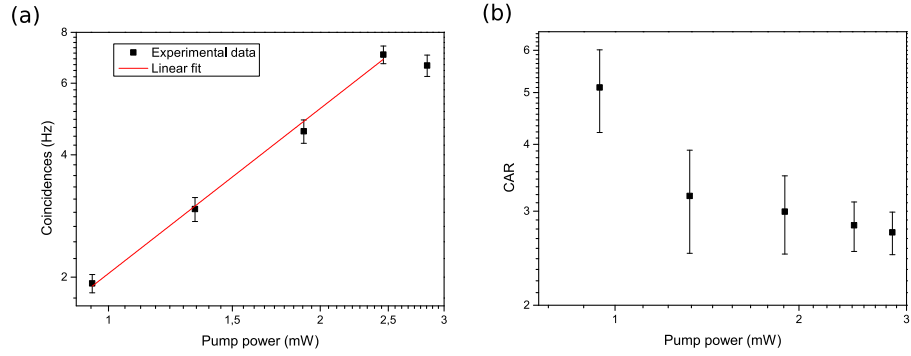 (a)
8
6
4
2
Coincidences (Hz)
Experimental data
Linear fit
1
1,5
2
2,5
3
Pump power (mW)
(b)
6
5
4
3
2
CAR
1
2
3
Pump power (mW)